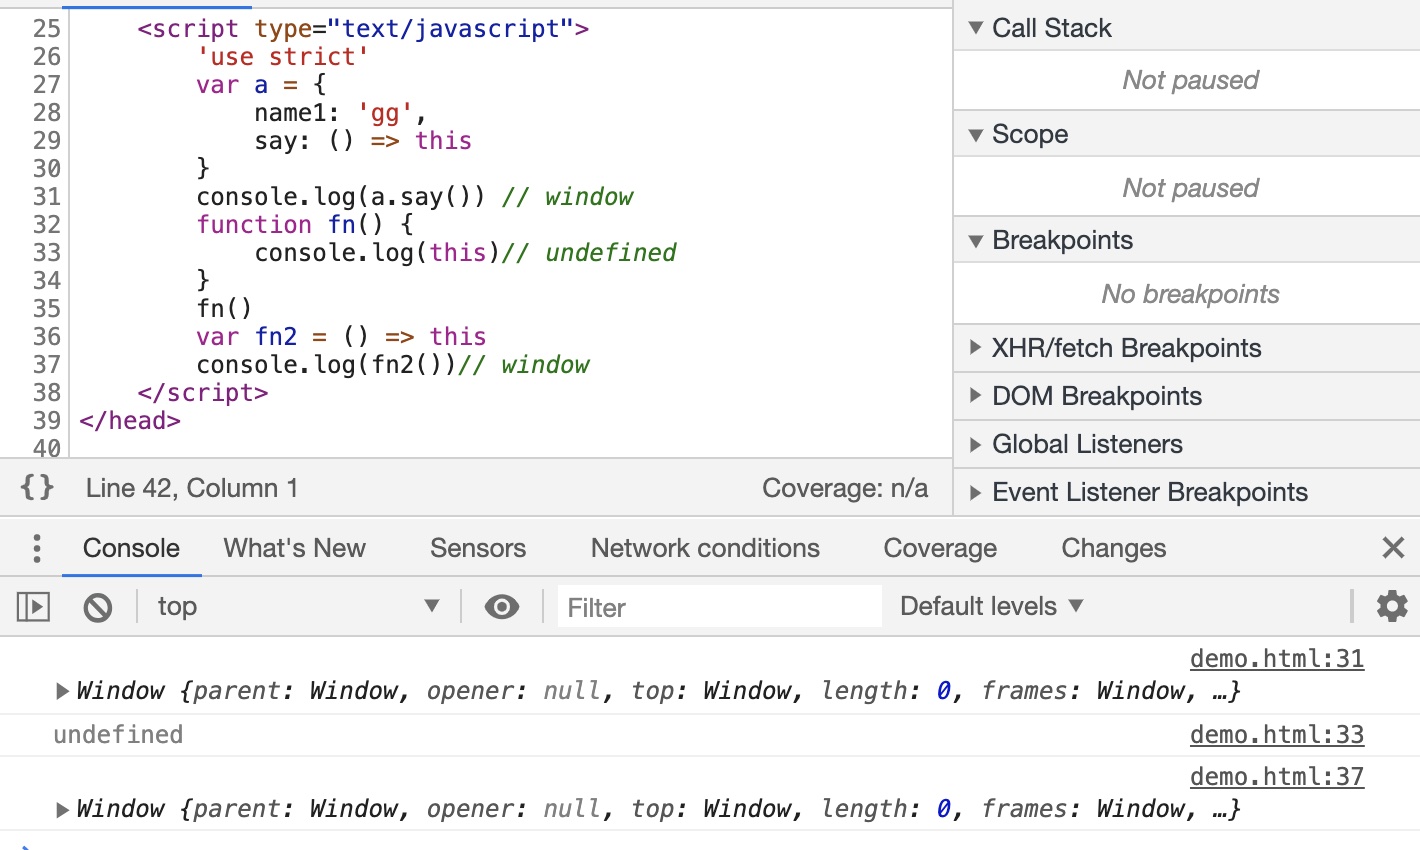 25 <script type="text/javascript">
26 'use strict'
27 var a = {
28 name1: 'gg',
29 say: () => this
30 }
31 console.log(a.say()) // window
32 function fn() {
33 console.log(this)// undefined
34 }
35 fn()
36 var fn2 = () => this
37 console.log(fn2())// window
38 </script>
39 </head>
40
{} Line 42, Column 1 Coverage: n/a
Call Stack
Not paused
Scope
Not paused
Breakpoints
No breakpoints
XHR/fetch Breakpoints
DOM Breakpoints
Global Listeners
Event Listener Breakpoints
Console What's New Sensors Network conditions Coverage Changes
top Filter Default levels
demo.html:31
Window {parent: Window, opener: null, top: Window, length: 0, frames: Window, …}
undefined demo.html:33
demo.html:37
Window {parent: Window, opener: null, top: Window, length: 0, frames: Window, …}